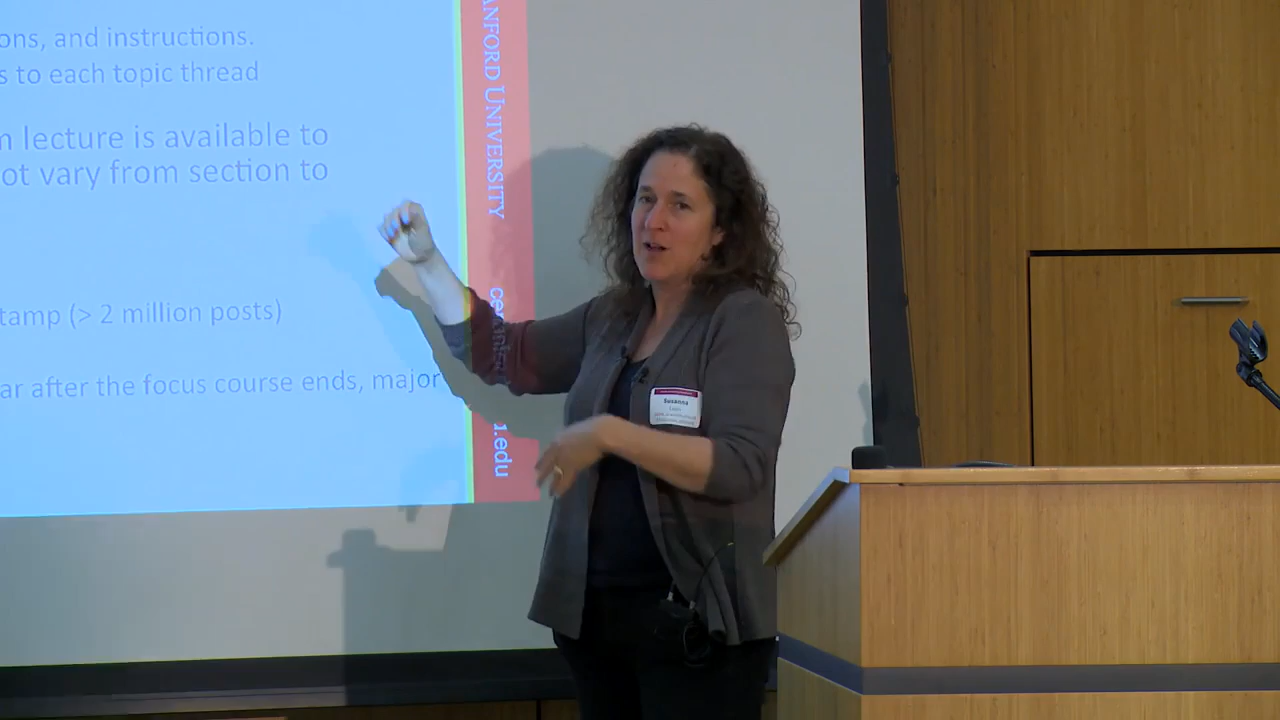 ons, and instructions.
s to each topic thread
m lecture is available to
ot vary from section to
tamp (> 2 million posts)
ar after the focus course ends, major
ANFORD UNIVERSITY
.edu
Susanna